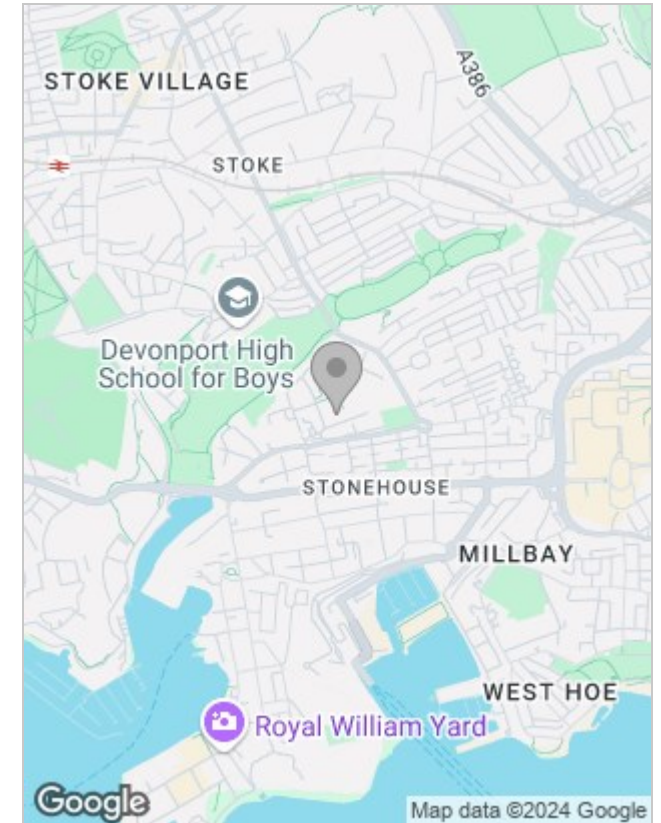 STOKE VILLAGE
A386
STOKE
Devonport High
School for Boys
STONEHOUSE
MILLBAY
WEST HOE
Royal William Yard
Google
Map data ©2024 Google